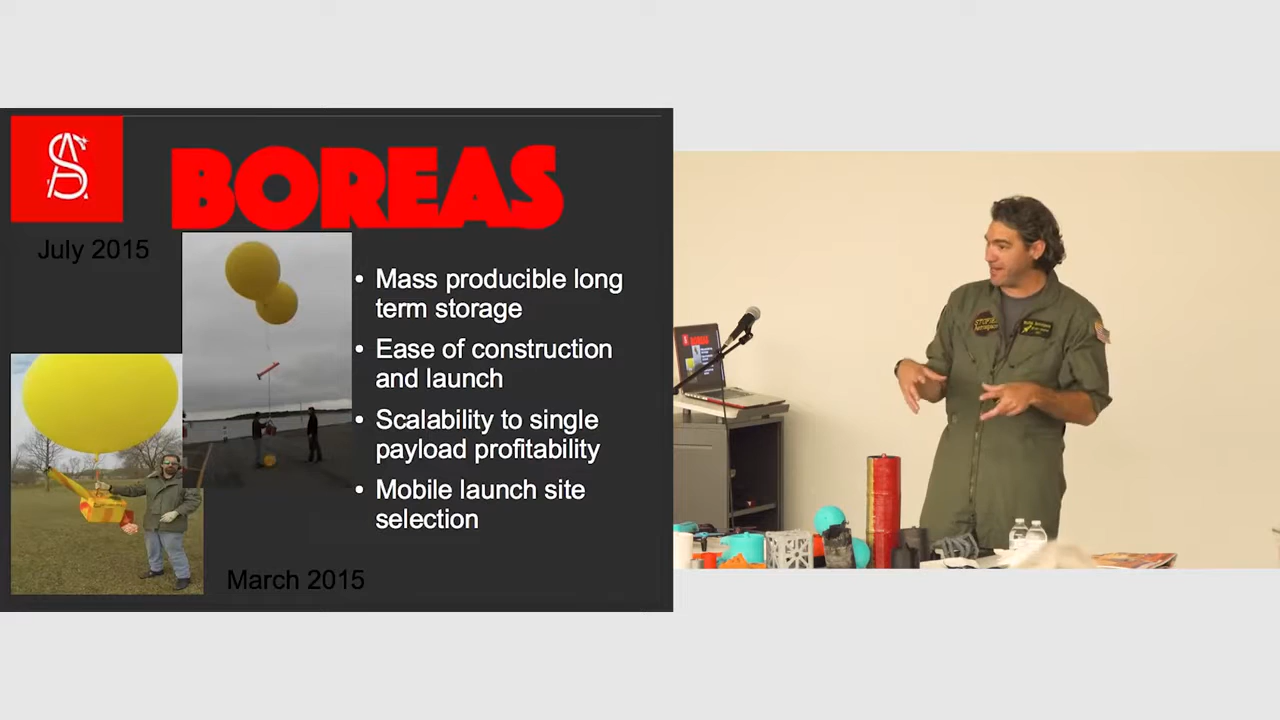 BOREAS
July 2015
• Mass producible long
term storage
• Ease of construction
and launch
• Scalability to single
payload profitability
• Mobile launch site
selection
March 2015
BOREAS